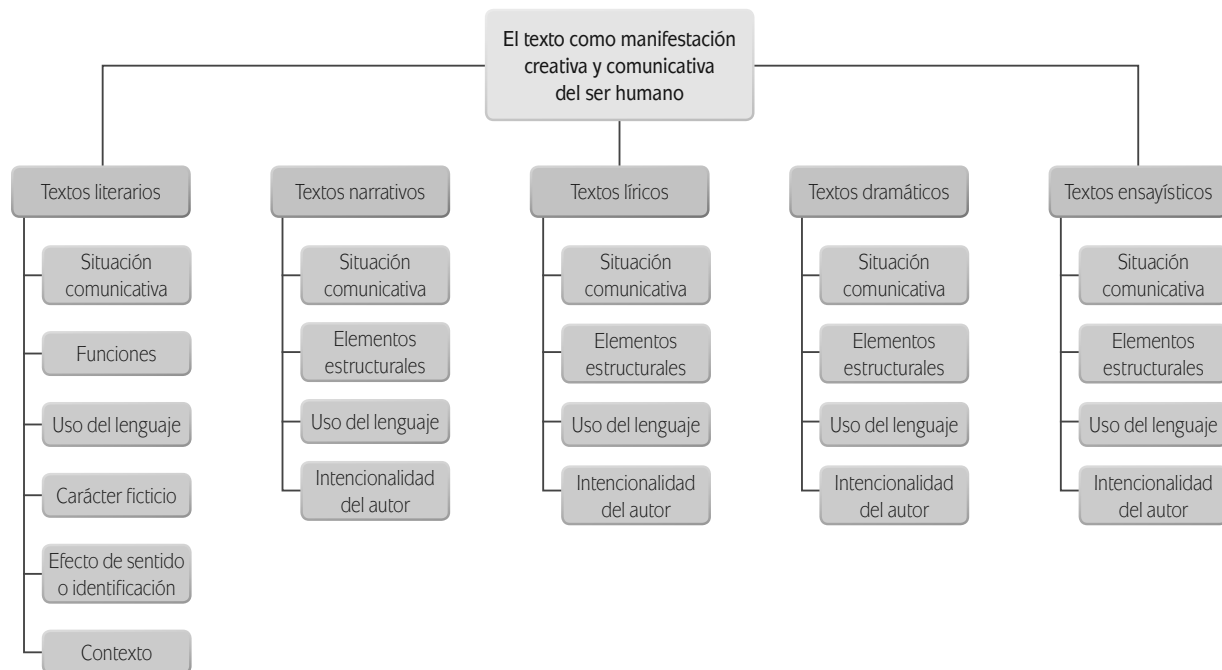 El texto como manifestación
creativa y comunicativa
del ser humano
Textos literarios
Situación
comunicativa
Funciones
Uso del lenguaje
Carácter ficticio
Efecto de sentido
o identificación
Contexto
Textos narrativos
Situación
comunicativa
Elementos
estructurales
Uso del lenguaje
Intencionalidad
del autor
Textos líricos
Situación
comunicativa
Elementos
estructurales
Uso del lenguaje
Intencionalidad
del autor
Textos dramáticos
Situación
comunicativa
Elementos
estructurales
Uso del lenguaje
Intencionalidad
del autor
Textos ensayísticos
Situación
comunicativa
Elementos
estructurales
Uso del lenguaje
Intencionalidad
del autor